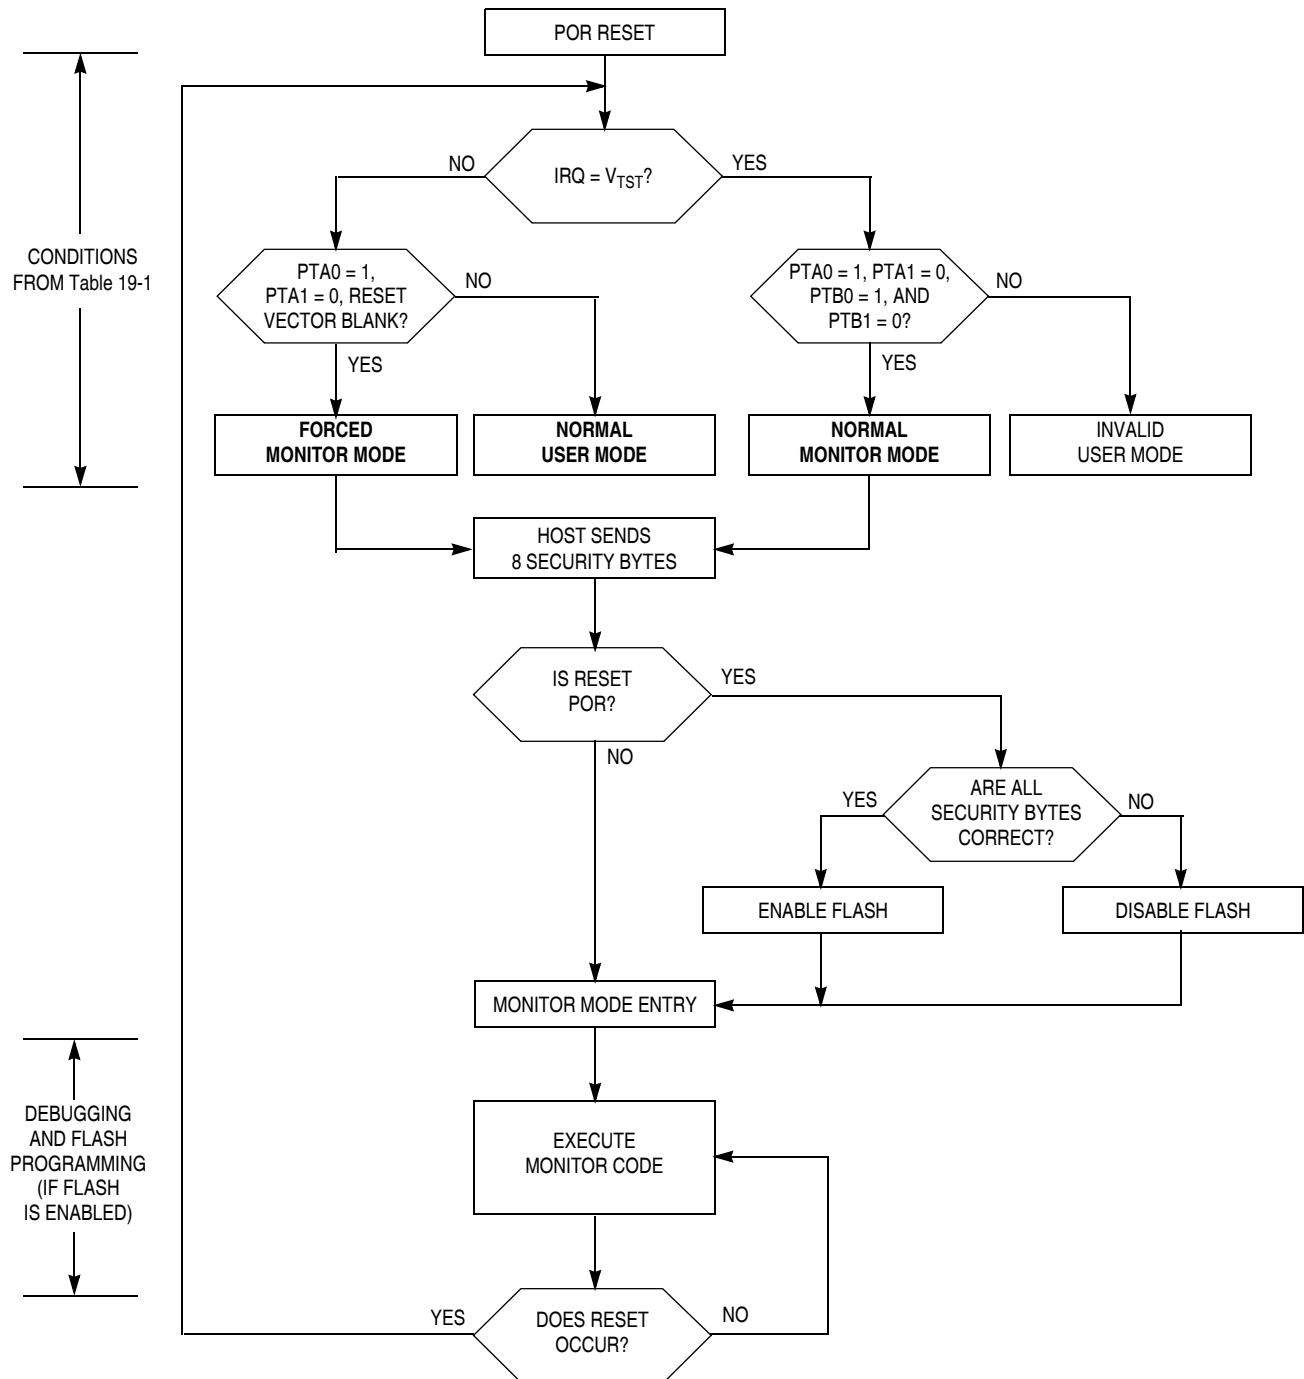 POR RESET
NO
IRQ = VTST?
YES
CONDITIONS
FROM Table 19-1
PTA0 = 1,
PTA1 = 0, RESET
VECTOR BLANK?
NO
YES
PTA0 = 1, PTA1 = 0,
PTB0 = 1, AND
PTB1 = 0?
NO
YES
FORCED
MONITOR MODE
NORMAL
USER MODE
NORMAL
MONITOR MODE
INVALID
USER MODE
HOST SENDS
8 SECURITY BYTES
IS RESET
POR?
YES
NO
YES
ARE ALL
SECURITY BYTES
CORRECT?
NO
ENABLE FLASH
DISABLE FLASH
MONITOR MODE ENTRY
DEBUGGING
AND FLASH
PROGRAMMING
(IF FLASH
IS ENABLED)
EXECUTE
MONITOR CODE
YES
DOES RESET
OCCUR?
NO